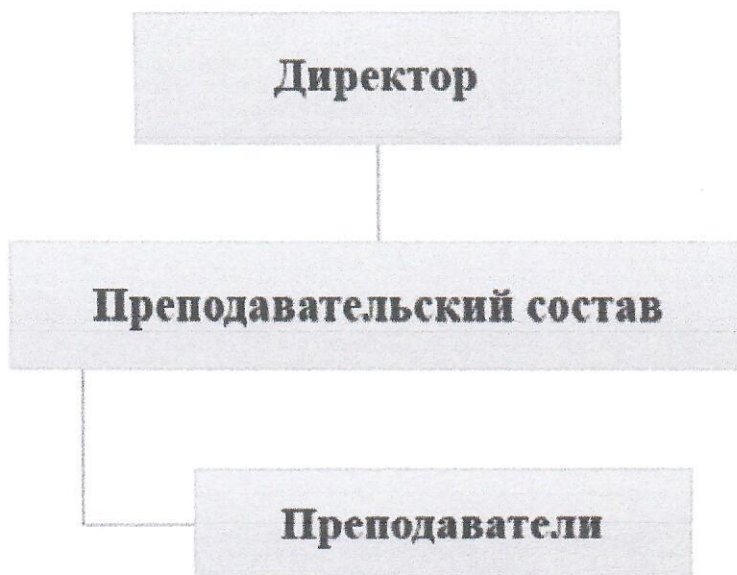 Директор
Преподавательский состав
Преподаватели